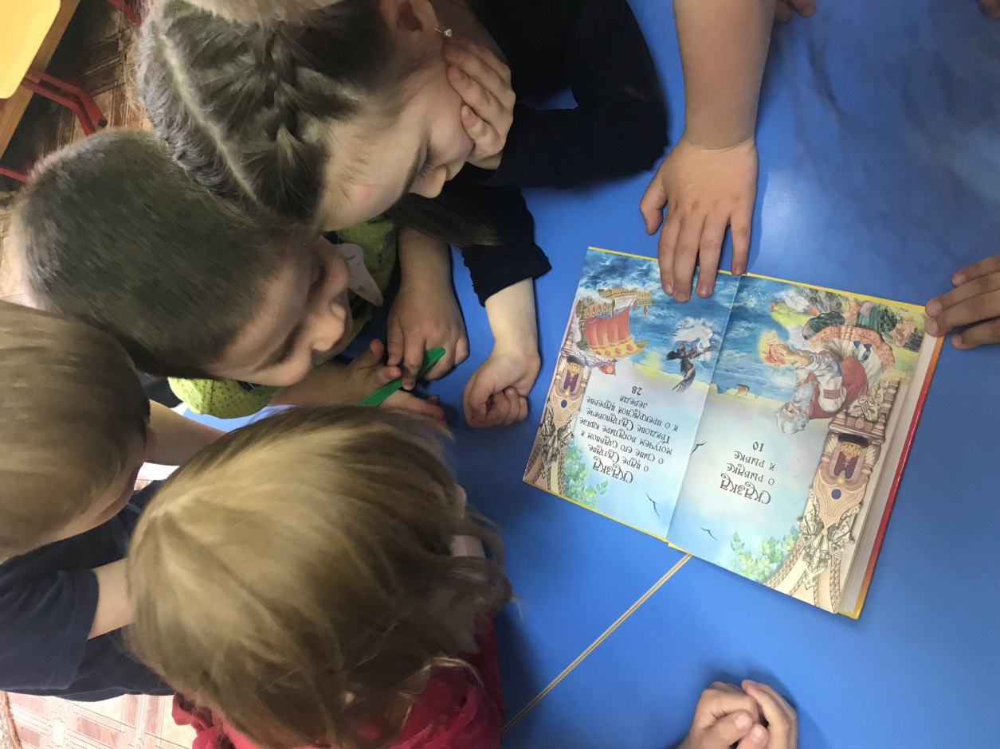 Сказка
о рыбаке
и рыбке
10
Сказка
о царе Салтане,
о сыне его славном и
могучем богатыре князе
Гвидоне Салтановиче
и о прекрасной царевне
лебеди
28